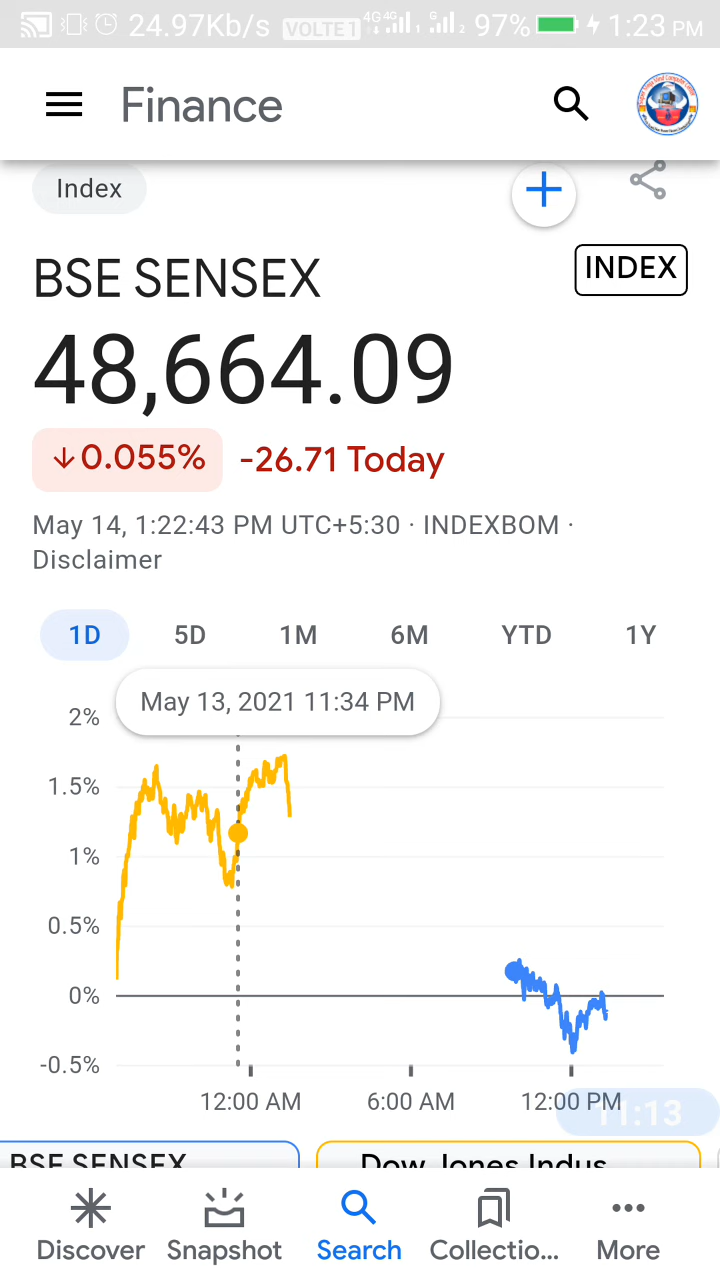 24.97Kb/s VOLTE 1 4G 4G 1 G 2 97% 1:23 PM
Finance
Index
BSE SENSEX INDEX
48,664.09
↓0.055% -26.71 Today
May 14, 1:22:43 PM UTC+5:30 · INDEXBOM ·
Disclaimer
1D 5D 1M 6M YTD 1Y
May 13, 2021 11:34 PM
2%
1.5%
1%
0.5%
0%
-0.5%
12:00 AM 6:00 AM 12:00 PM
11:13
BSE SENSEX Dow Jones Indus
Discover Snapshot Search Collectio... More